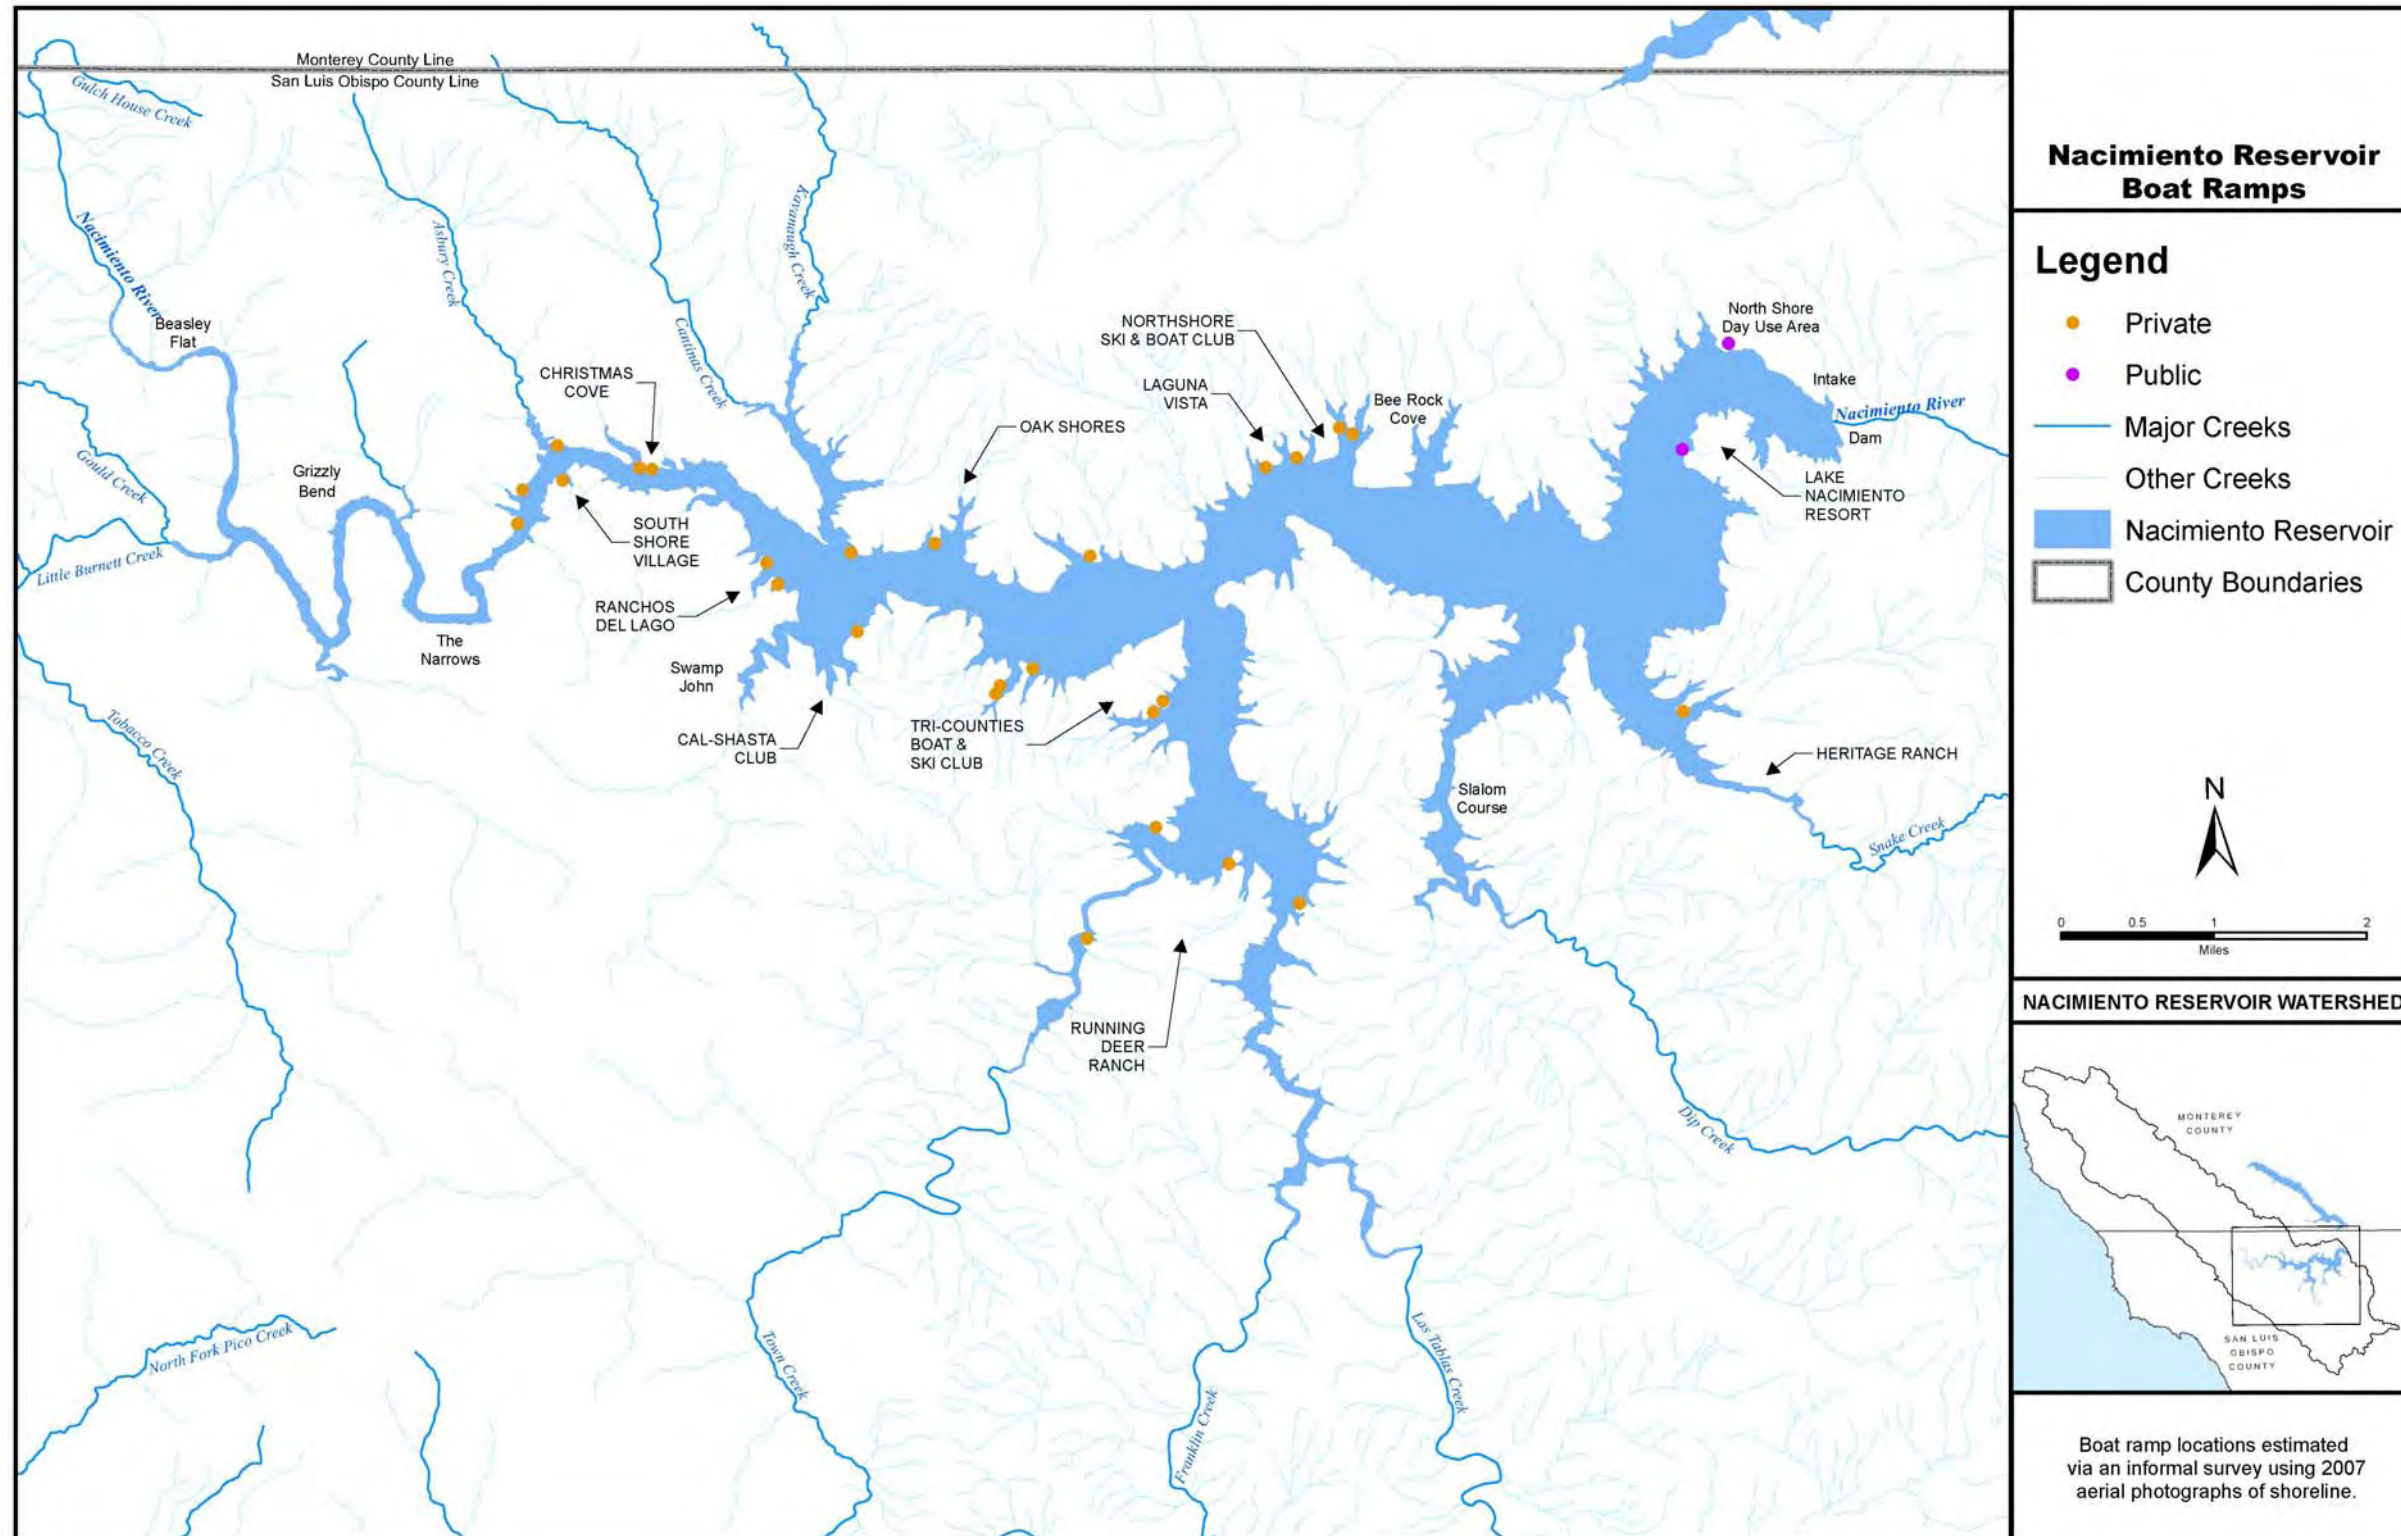 Monterey County Line
San Luis Obispo County Line
Gulch House Creek
Nacimiento River
Asbury Creek
Kavanaugh Creek
Cantinas Creek
Beasley
Flat
Gould Creek
Little Burnett Creek
Grizzly
Bend
The
Narrows
CHRISTMAS
COVE
SOUTH
SHORE
VILLAGE
RANCHOS
DEL LAGO
Swamp
John
CAL-SHASTA
CLUB
OAK SHORES
TRI-COUNTIES
BOAT &
SKI CLUB
NORTHSHORE
SKI & BOAT CLUB
LAGUNA
VISTA
Bee Rock
Cove
North Shore
Day Use Area
Intake
Nacimiento River
Dam
LAKE
NACIMIENTO
RESORT
HERITAGE RANCH
Slalom
Course
Snake Creek
RUNNING
DEER
RANCH
Dip Creek
Tobacco Creek
North Fork Pico Creek
Town Creek
Franklin Creek
Las Tablas Creek
Nacimiento Reservoir
Boat Ramps
Legend
Private
Public
Major Creeks
Other Creeks
Nacimiento Reservoir
County Boundaries
N
0 0.5 1 2
Miles
NACIMIENTO RESERVOIR WATERSHED
MONTEREY
COUNTY
SAN LUIS
OBISPO
COUNTY
Boat ramp locations estimated
via an informal survey using 2007
aerial photographs of shoreline.